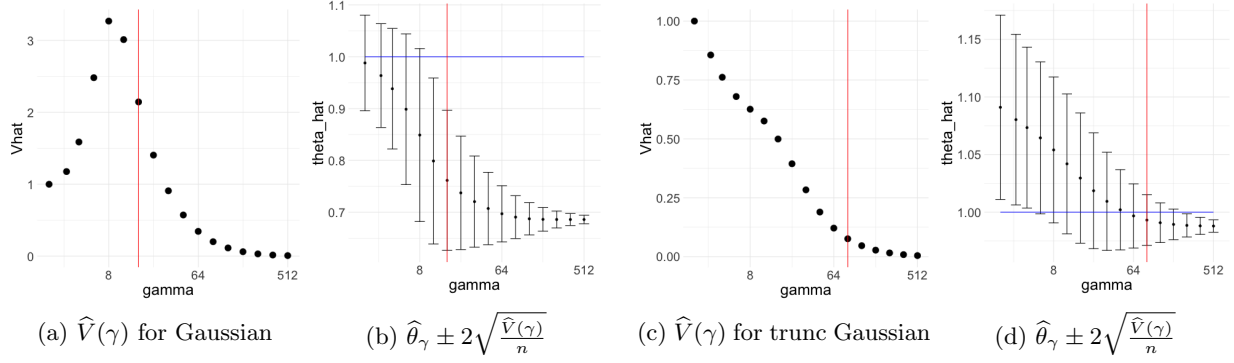 3
2
1
0
Vhat
8
64
512
gamma
1.1
1.0
0.9
0.8
0.7
theta_hat
8
64
512
gamma
1.00
0.75
0.50
0.25
0.00
Vhat
8
64
512
gamma
1.15
1.10
1.05
1.00
theta_hat
8
64
512
gamma
(a) V̂(γ) for Gaussian
(b) θ̂_γ ± 2√(V̂(γ)/n)
(c) V̂(γ) for trunc Gaussian
(d) θ̂_γ ± 2√(V̂(γ)/n)